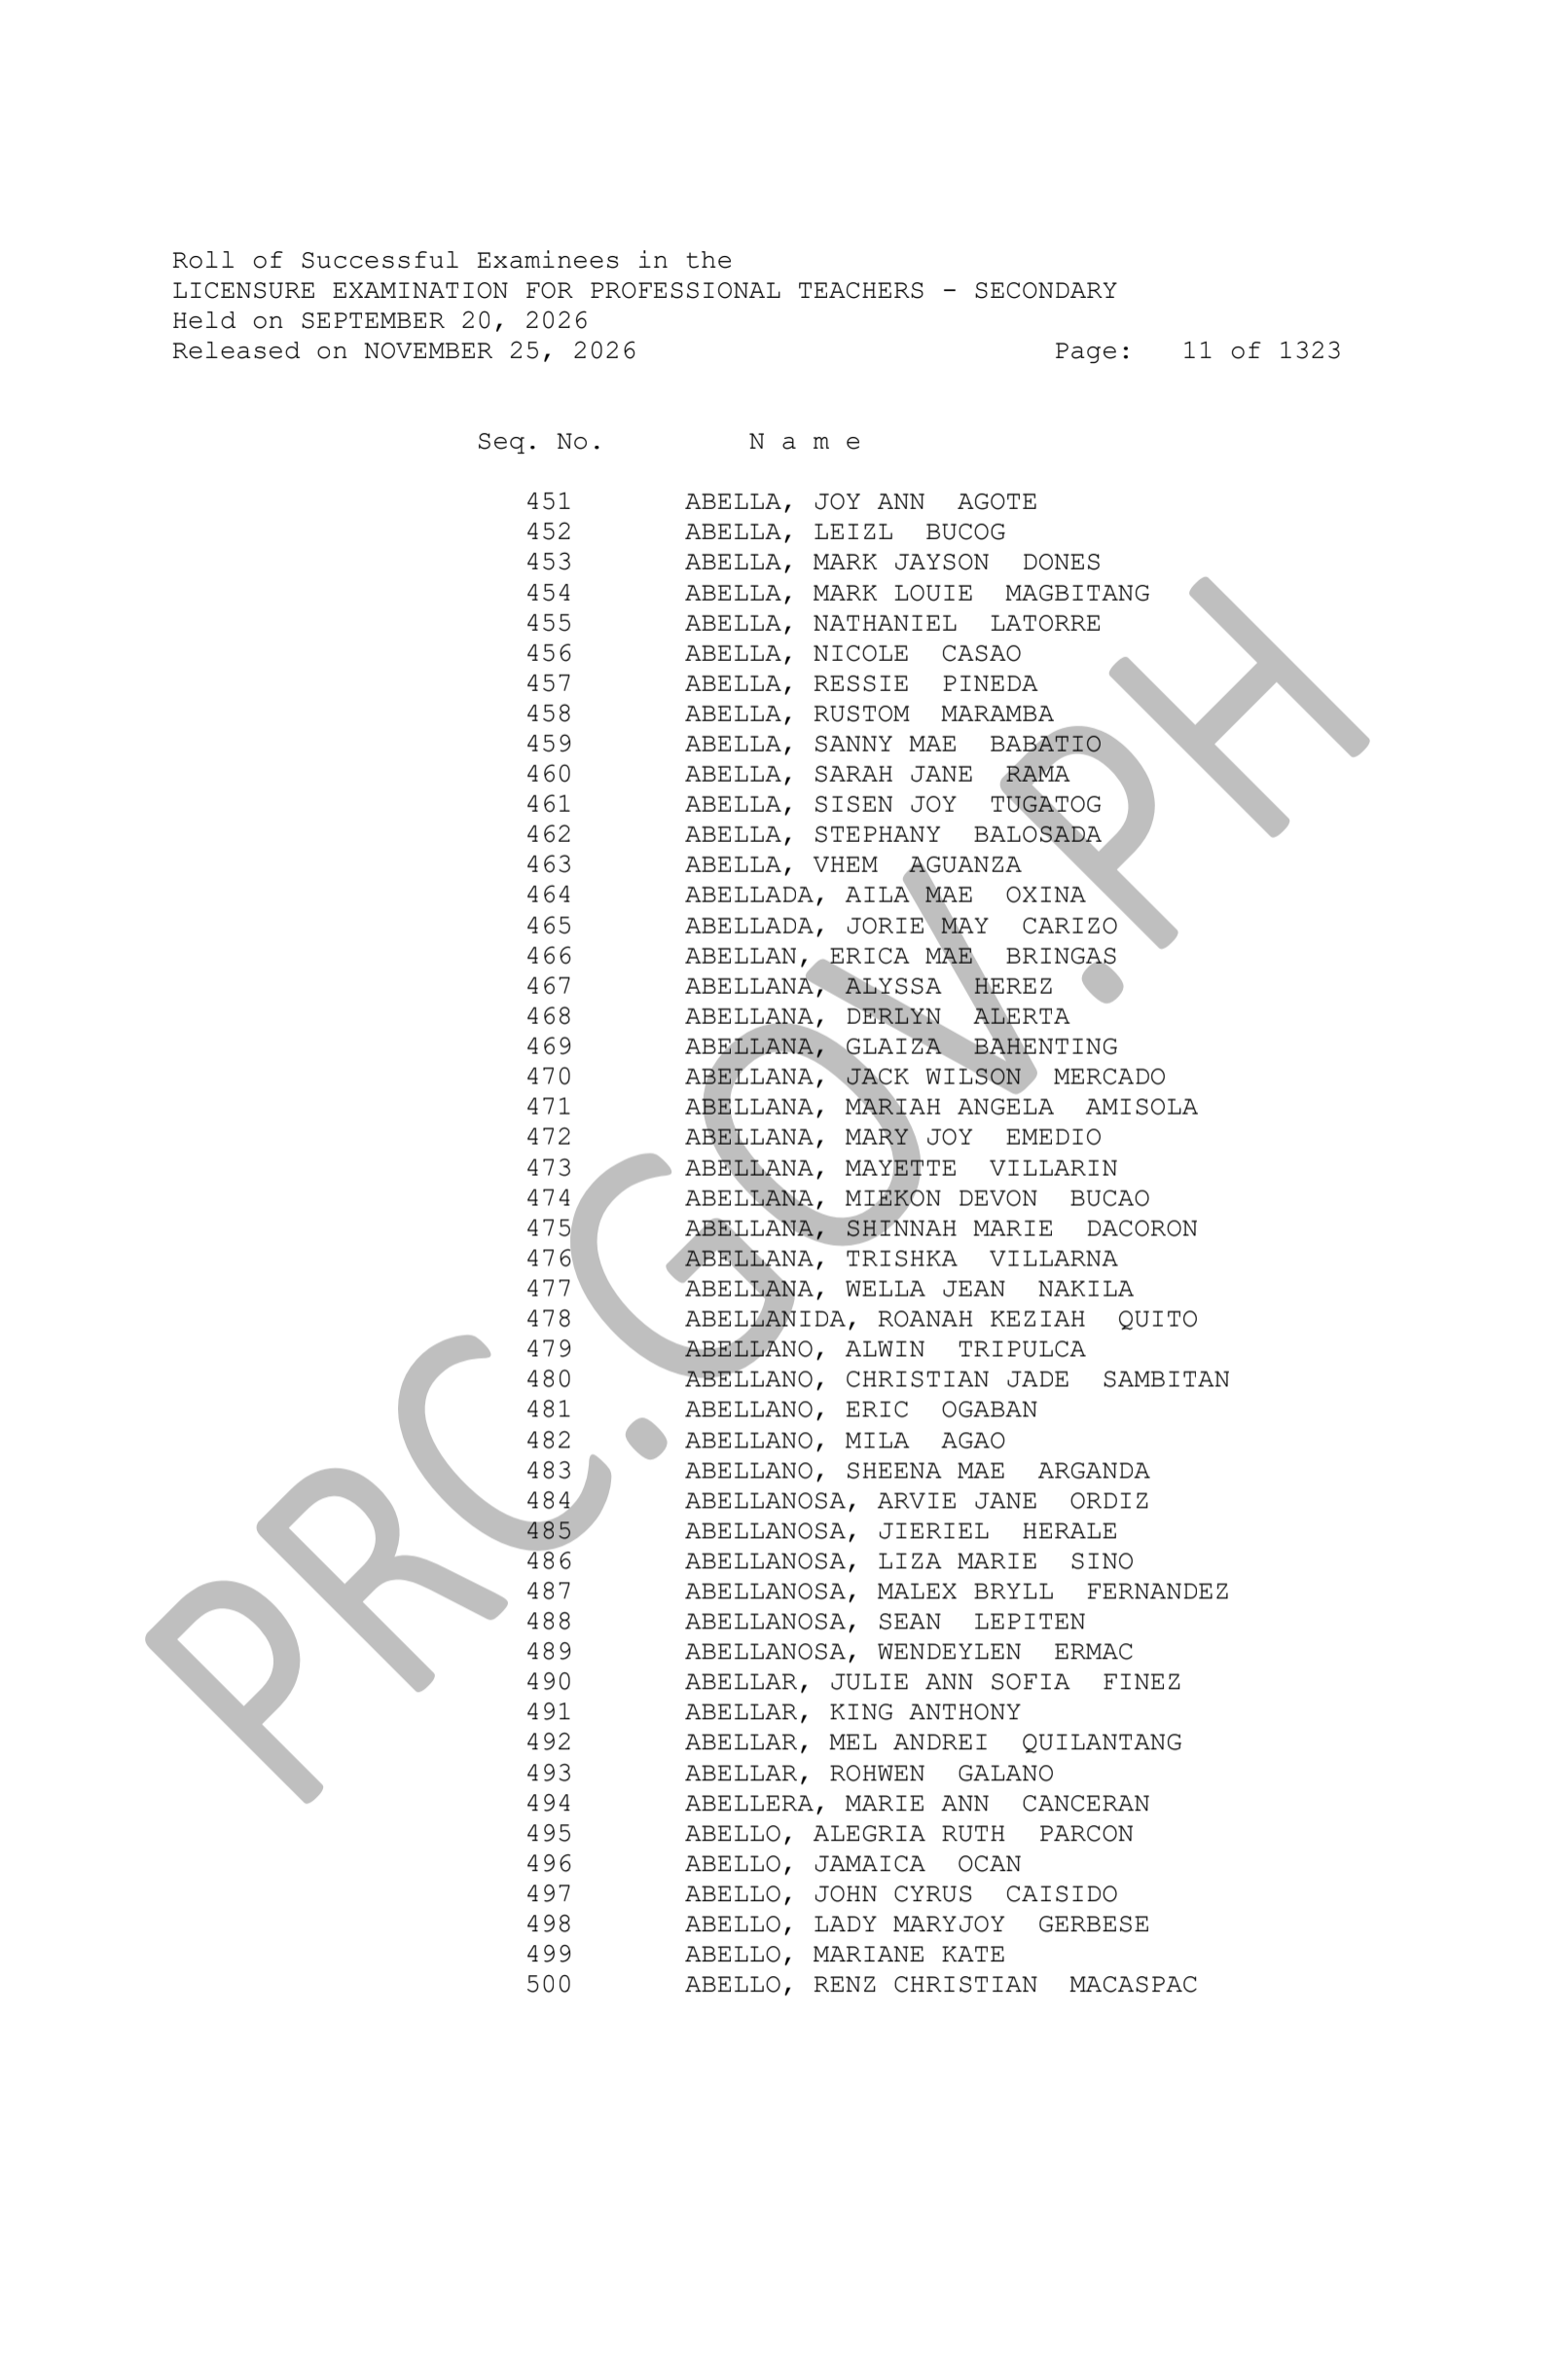 Roll of Successful Examinees in the
LICENSURE EXAMINATION FOR PROFESSIONAL TEACHERS - SECONDARY
Held on SEPTEMBER 20, 2026
Released on NOVEMBER 25, 2026 Page: 11 of 1323
Seq. No. N a m e
451 ABELLA, JOY ANN AGOTE
452 ABELLA, LEIZL BUCOG
453 ABELLA, MARK JAYSON DONES
454 ABELLA, MARK LOUIE MAGBITANG
455 ABELLA, NATHANIEL LATORRE
456 ABELLA, NICOLE CASAO
457 ABELLA, RESSIE PINEDA
458 ABELLA, RUSTOM MARAMBA
459 ABELLA, SANNY MAE BABATIO
460 ABELLA, SARAH JANE RAMA
461 ABELLA, SISEN JOY TUGATOG
462 ABELLA, STEPHANY BALOSADA
463 ABELLA, VHEM AGUANZA
464 ABELLADA, AILA MAE OXINA
465 ABELLADA, JORIE MAY CARIZO
466 ABELLAN, ERICA MAE BRINGAS
467 ABELLANA, ALYSSA HEREZ
468 ABELLANA, DERLYN ALERTA
469 ABELLANA, GLAIZA BAHENTING
470 ABELLANA, JACK WILSON MERCADO
471 ABELLANA, MARIAH ANGELA AMISOLA
472 ABELLANA, MARY JOY EMEDIO
473 ABELLANA, MAYETTE VILLARIN
474 ABELLANA, MIEKON DEVON BUCAO
475 ABELLANA, SHINNAH MARIE DACORON
476 ABELLANA, TRISHKA VILLARNA
477 ABELLANA, WELLA JEAN NAKILA
478 ABELLANIDA, ROANAH KEZIAH QUITO
479 ABELLANO, ALWIN TRIPULCA
480 ABELLANO, CHRISTIAN JADE SAMBITAN
481 ABELLANO, ERIC OGABAN
482 ABELLANO, MILA AGAO
483 ABELLANO, SHEENA MAE ARGANDA
484 ABELLANOSA, ARVIE JANE ORDIZ
485 ABELLANOSA, JIERIEL HERALE
486 ABELLANOSA, LIZA MARIE SINO
487 ABELLANOSA, MALEX BRYLL FERNANDEZ
488 ABELLANOSA, SEAN LEPITEN
489 ABELLANOSA, WENDEYLEN ERMAC
490 ABELLAR, JULIE ANN SOFIA FINEZ
491 ABELLAR, KING ANTHONY
492 ABELLAR, MEL ANDREI QUILANTANG
493 ABELLAR, ROHWEN GALANO
494 ABELLERA, MARIE ANN CANCERAN
495 ABELLO, ALEGRIA RUTH PARCON
496 ABELLO, JAMAICA OCAN
497 ABELLO, JOHN CYRUS CAISIDO
498 ABELLO, LADY MARYJOY GERBESE
499 ABELLO, MARIANE KATE
500 ABELLO, RENZ CHRISTIAN MACASPAC
PRC.GOV.PH